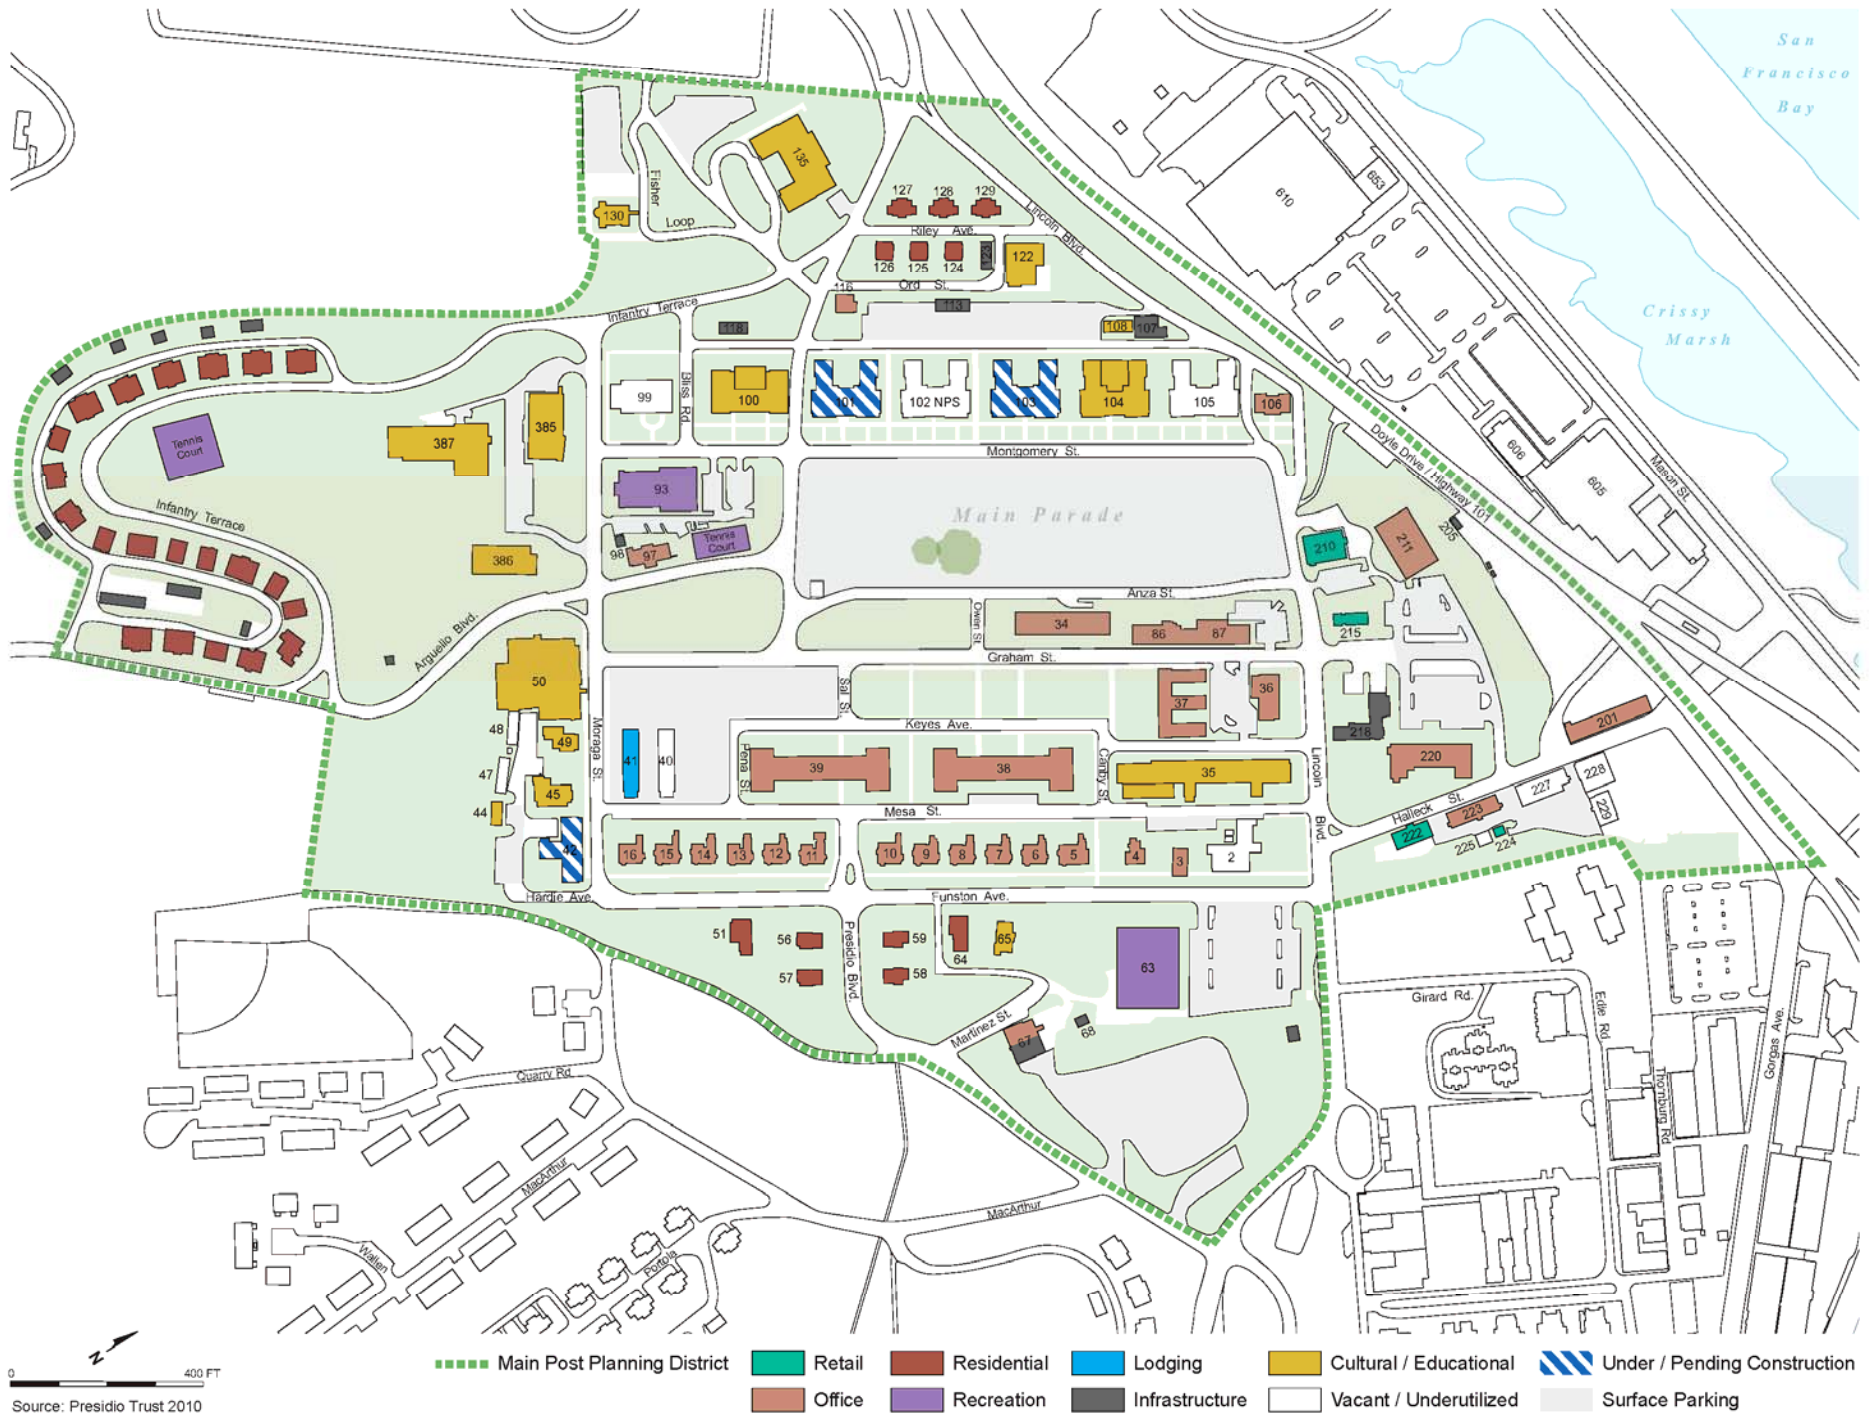 San
Francisco
Bay
Crissy
Marsh
610
653
606
605
Mason St.
Doyle Drive / Highway 101
Lincoln Blvd.
Fisher
Loop
135
130
127
128
129
Riley Ave.
126
125
124
123
122
Ord St.
116
113
118
108
107
Infantry Terrace
Bliss Rd.
99
100
101
102 NPS
103
104
105
106
Montgomery St.
Tennis
Court
387
385
386
Infantry Terrace
93
98
97
Tennis
Court
Main Parade
210
211
205
Anza St.
Owen St
34
86
87
215
Graham St.
Arguello Blvd.
50
48
49
47
45
44
42
Moraga St.
41
40
Sal St.
Keyes Ave.
37
36
218
220
201
Pena St.
39
38
Canby St.
35
Lincoln
Blvd.
Mesa St.
Halleck St.
222
223
225
224
227
228
229
16
15
14
13
12
11
10
9
8
7
6
5
4
3
2
Hardie Ave.
Funston Ave.
51
56
57
59
58
64
65
63
Presidio Blvd.
Martinez St.
67
68
Girard Rd.
Edie Rd
Thornburg Rd
Gorgas Ave.
Quarry Rd
MacArthur
MacArthur
Wallen
Portola
N
0 400 FT
Source: Presidio Trust 2010
Main Post Planning District
Retail
Residential
Lodging
Cultural / Educational
Under / Pending Construction
Office
Recreation
Infrastructure
Vacant / Underutilized
Surface Parking